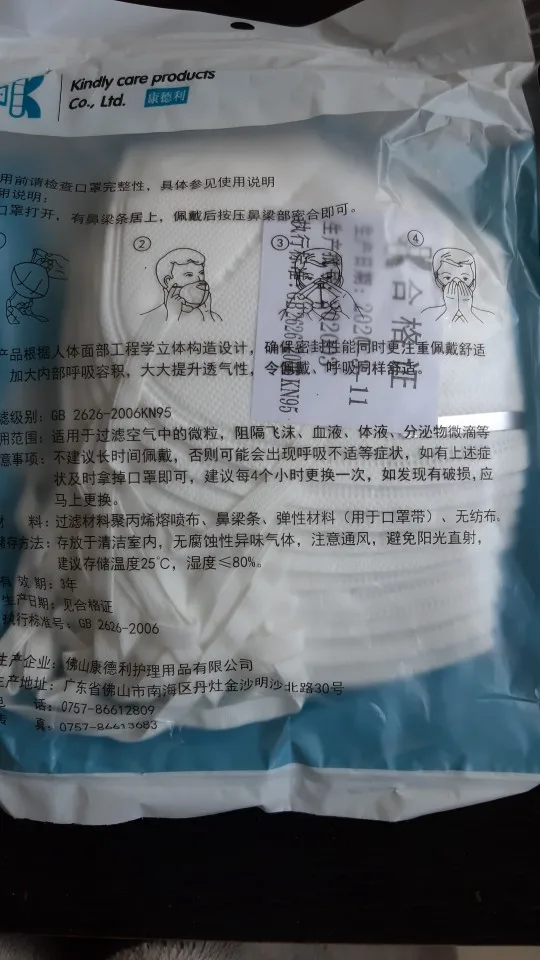 Kindly care products
Co., Ltd. 康德利
用前请检查口罩完整性，具体参见使用说明
用说明：
口罩打开，有鼻梁条居上，佩戴后按压鼻梁部密合即可。
② ③ ④
合格证
生产日期：
产品根据人体面部工程学立体构造设计，确保密封性能同时更注重佩戴舒适
加大内部呼吸容积，大大提升透气性，令佩戴、呼吸同样舒适。
滤级别：GB 2626-2006KN95
用范围：适用于过滤空气中的微粒，阻隔飞沫、血液、体液、分泌物微滴等
意事项：不建议长时间佩戴，否则可能会出现呼吸不适等症状，如有上述症
状及时拿掉口罩即可，建议每4个小时更换一次，如发现有破损，应
马上更换。
料：过滤材料聚丙烯熔喷布、鼻梁条、弹性材料（用于口罩带）、无纺布。
储存方法：存放于清洁室内，无腐蚀性异味气体，注意通风，避免阳光直射，
建议存储温度25℃，湿度≤80%。
有 效 期：3年
生产日期：见合格证
执行标准号：GB 2626-2006
生产企业：佛山康德利护理用品有限公司
生产地址：广东省佛山市南海区丹灶金沙明沙北路30号
电 话：0757-86612809
传 真：0757-86613683